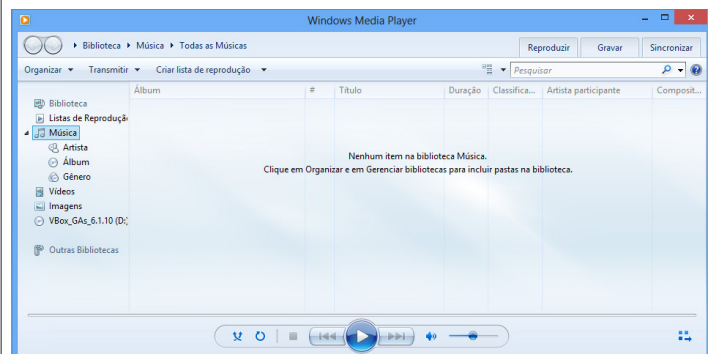 Windows Media Player
Biblioteca Música Todas as Músicas
Reproduzir Gravar Sincronizar
Organizar Transmitir Criar lista de reprodução
Pesquisar
Álbum # Título Duração Classifica... Artista participante Composit...
Biblioteca
Listas de Reproduçã
Música
Artista
Álbum
Gênero
Vídeos
Imagens
VBox_GAs_6.1.10 (D:)
Outras Bibliotecas
Nenhum item na biblioteca Música.
Clique em Organizar e em Gerenciar bibliotecas para incluir pastas na biblioteca.